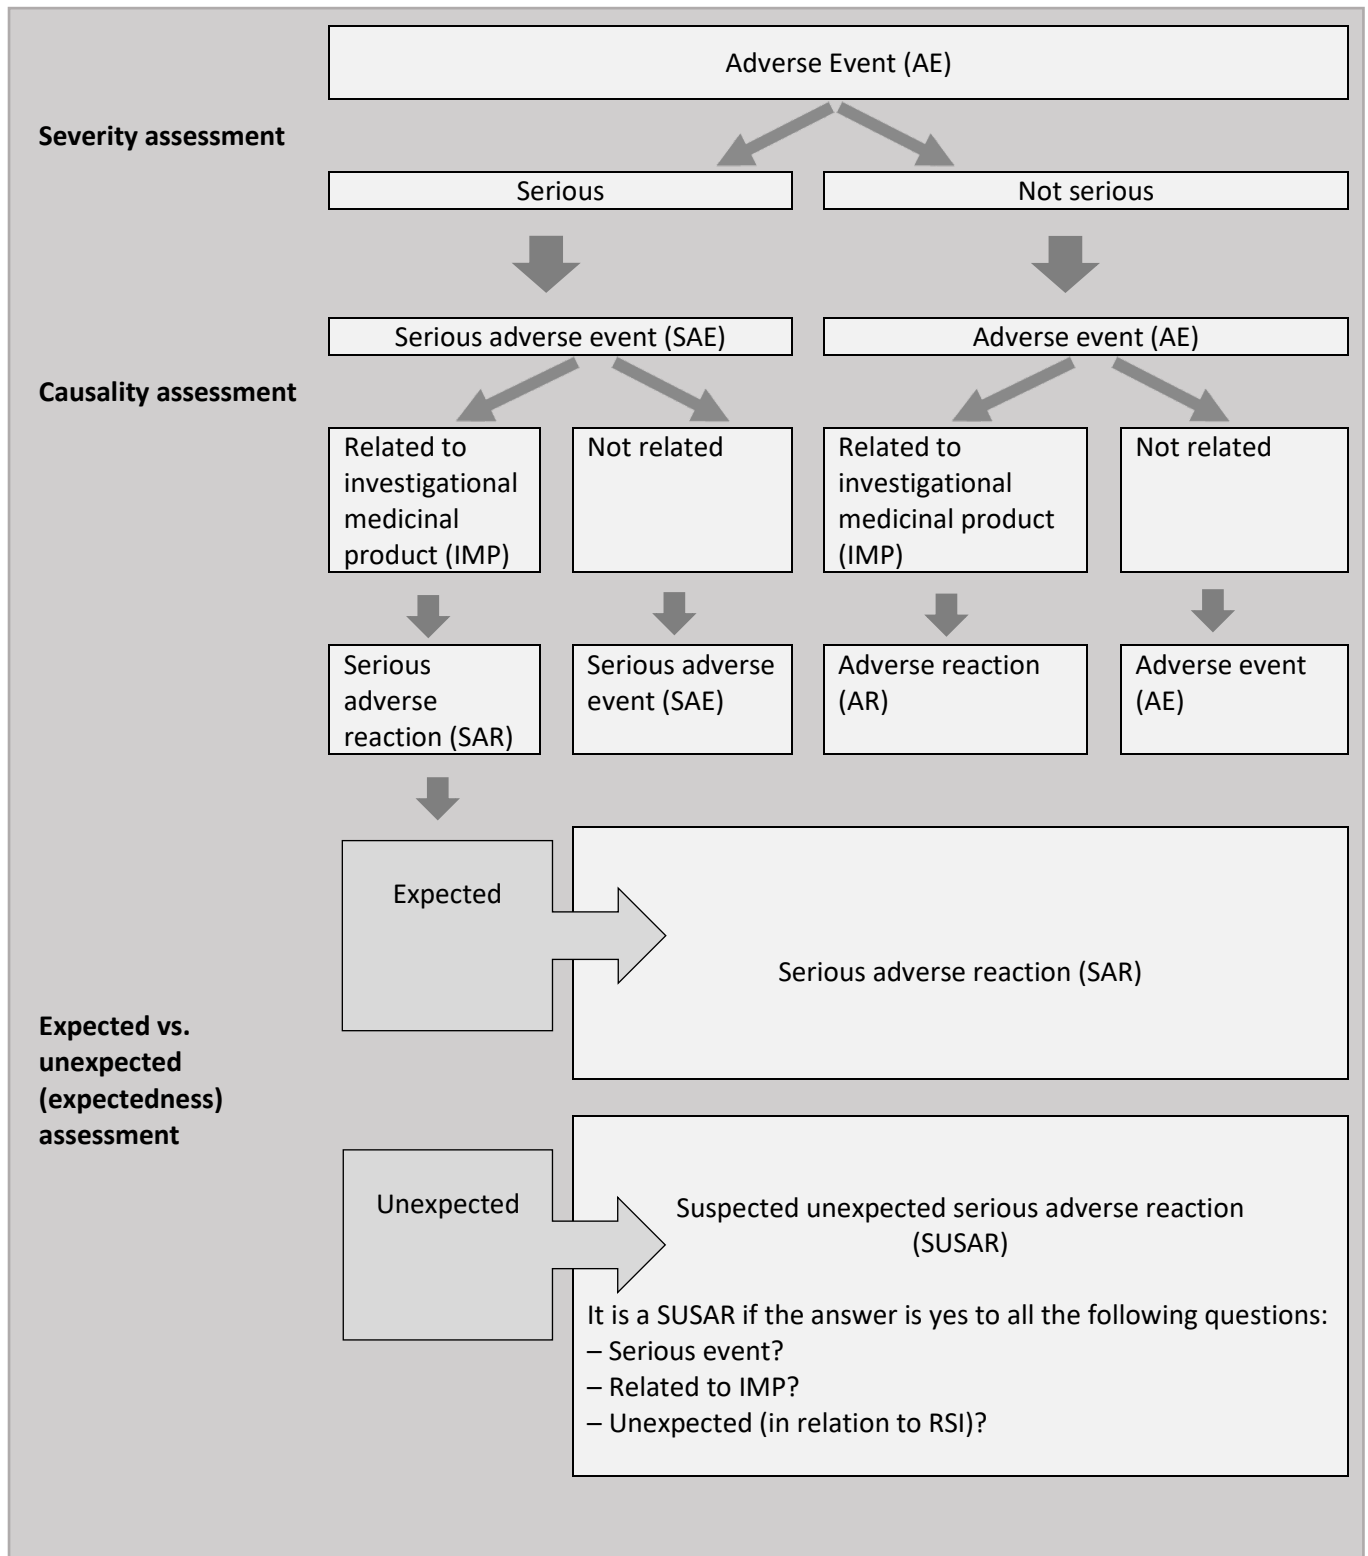 Adverse Event (AE)
Severity assessment
Serious
Not serious
Serious adverse event (SAE)
Adverse event (AE)
Causality assessment
Related to
investigational
medicinal
product (IMP)
Not related
Related to
investigational
medicinal product
(IMP)
Not related
Serious
adverse
reaction (SAR)
Serious adverse
event (SAE)
Adverse reaction
(AR)
Adverse event
(AE)
Expected
Serious adverse reaction (SAR)
Expected vs.
unexpected
(expectedness)
assessment
Unexpected
Suspected unexpected serious adverse reaction
(SUSAR)
It is a SUSAR if the answer is yes to all the following questions:
– Serious event?
– Related to IMP?
– Unexpected (in relation to RSI)?